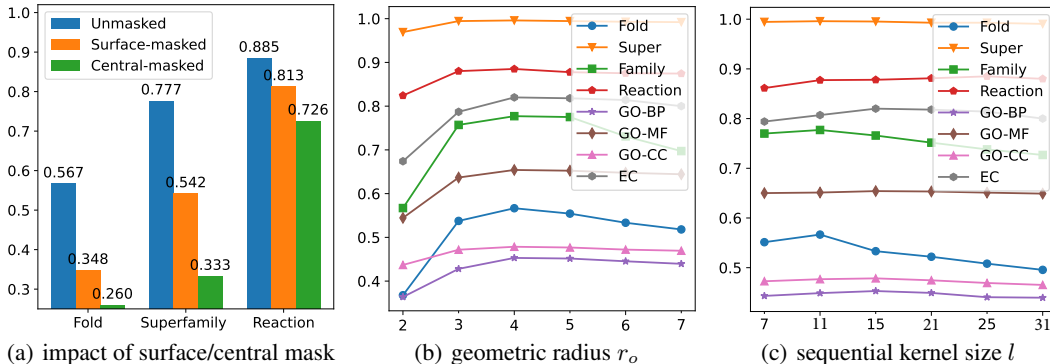 1.0
0.9
0.8
0.7
0.6
0.5
0.4
0.3
Unmasked
Surface-masked
Central-masked
0.567
0.348
0.260
0.777
0.542
0.333
0.885
0.813
0.726
Fold
Superfamily
Reaction
(a) impact of surface/central mask
1.0
0.9
0.8
0.7
0.6
0.5
0.4
Fold
Super
Family
Reaction
GO-BP
GO-MF
GO-CC
EC
2 3 4 5 6 7
(b) geometric radius r_o
1.0
0.9
0.8
0.7
0.6
0.5
Fold
Super
Family
Reaction
GO-BP
GO-MF
GO-CC
EC
7 11 15 21 25 31
(c) sequential kernel size l